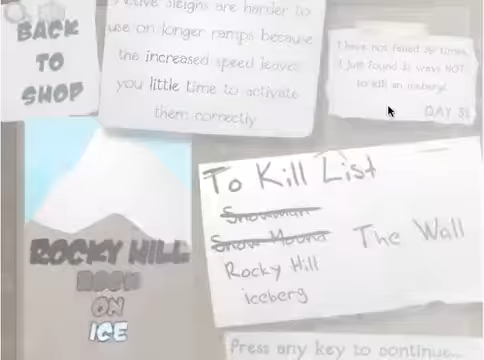 BACK
TO
SHOP
sleighs are harder to
use on longer ramps because
the increased speed leaves
you little time to activate
them correctly
I have not failed 38 times,
I just found 38 ways NOT
to kill an iceberg!
DAY 38
To Kill List
Snowman
Snow Mound
Rocky Hill
iceberg
The Wall
ROCKY HILL
ON
ICE
Press any key to continue...